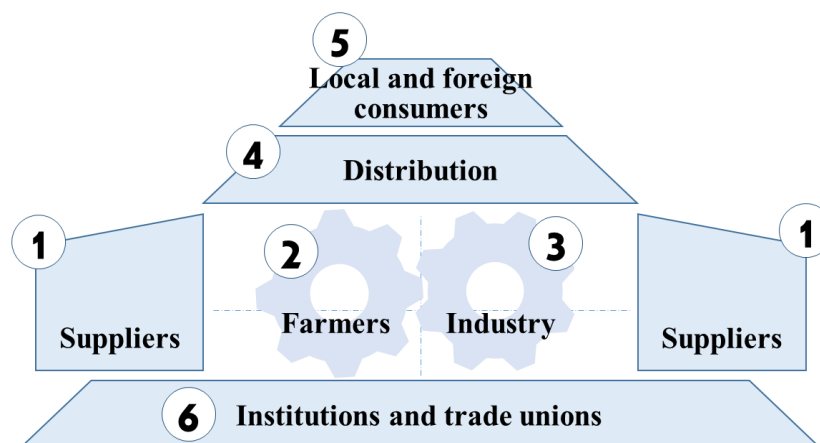 5
Local and foreign
consumers
4
Distribution
1
2
3
1
Suppliers
Farmers
Industry
Suppliers
6
Institutions and trade unions